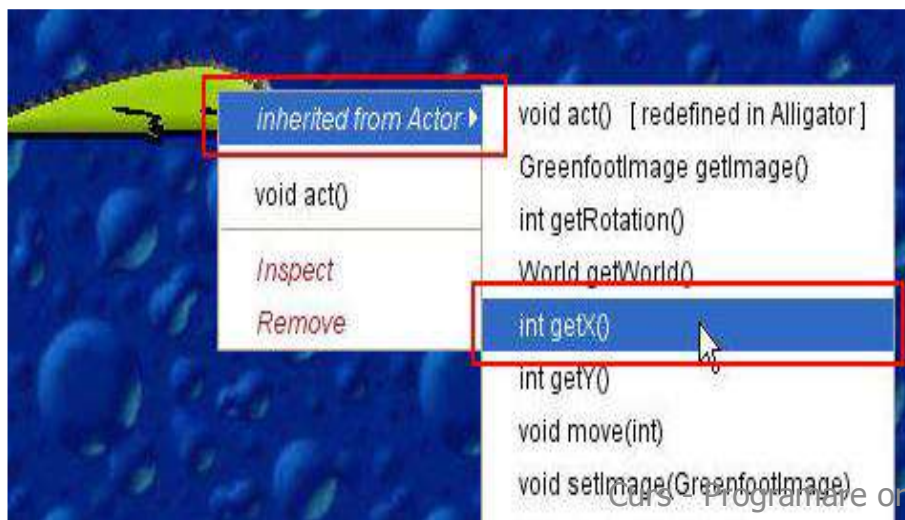 inherited from Actor
void act()
Inspect
Remove
void act() [ redefined in Alligator ]
GreenfootImage getImage()
int getRotation()
World getWorld()
int getX()
int getY()
void move(int)
void setImage(GreenfootImage)
Curs - Programare or